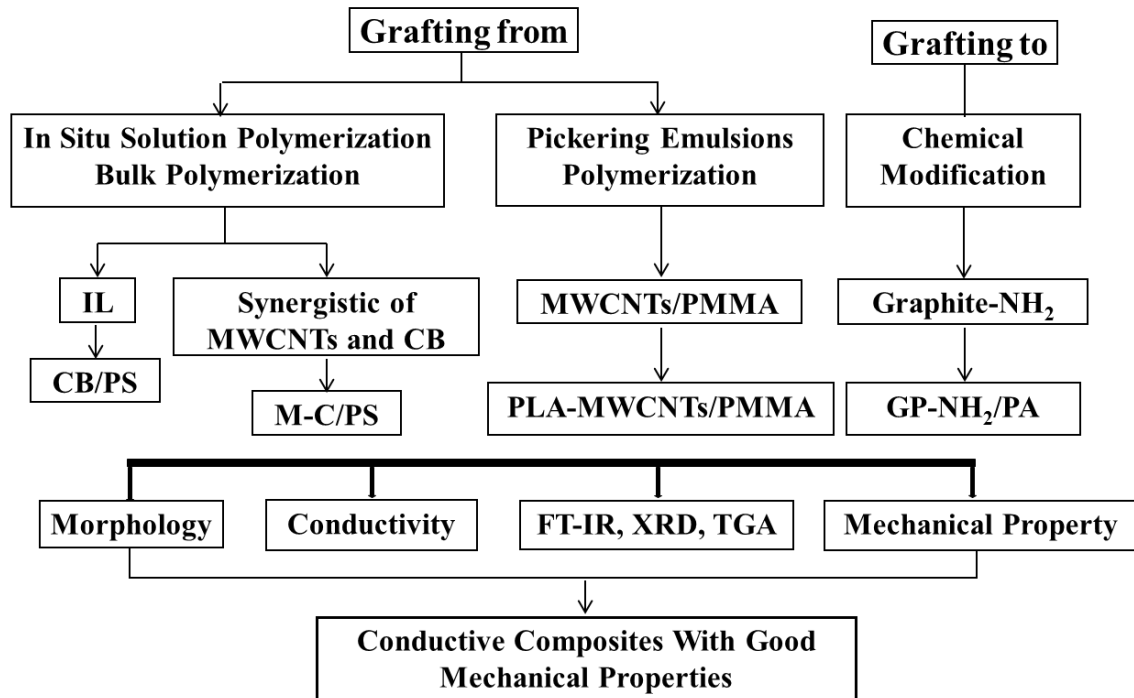 Grafting from
Grafting to
In Situ Solution Polymerization
Bulk Polymerization
Pickering Emulsions
Polymerization
Chemical
Modification
IL
Synergistic of
MWCNTs and CB
MWCNTs/PMMA
Graphite-NH₂
CB/PS
M-C/PS
PLA-MWCNTs/PMMA
GP-NH₂/PA
Morphology
Conductivity
FT-IR, XRD, TGA
Mechanical Property
Conductive Composites With Good
Mechanical Properties